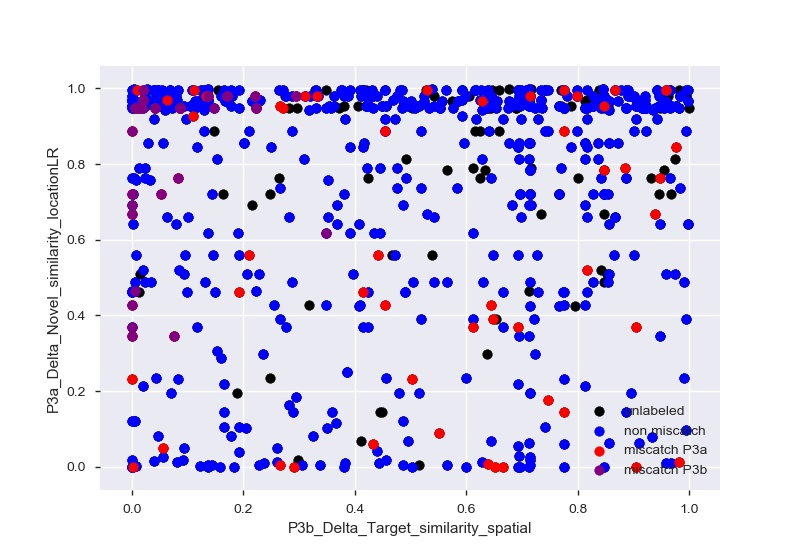 1.0
0.8
0.6
0.4
0.2
0.0
P3a_Delta_Novel_similarity_locationLR
unlabeled
non miscatch
miscatch P3a
miscatch P3b
0.0 0.2 0.4 0.6 0.8 1.0
P3b_Delta_Target_similarity_spatial